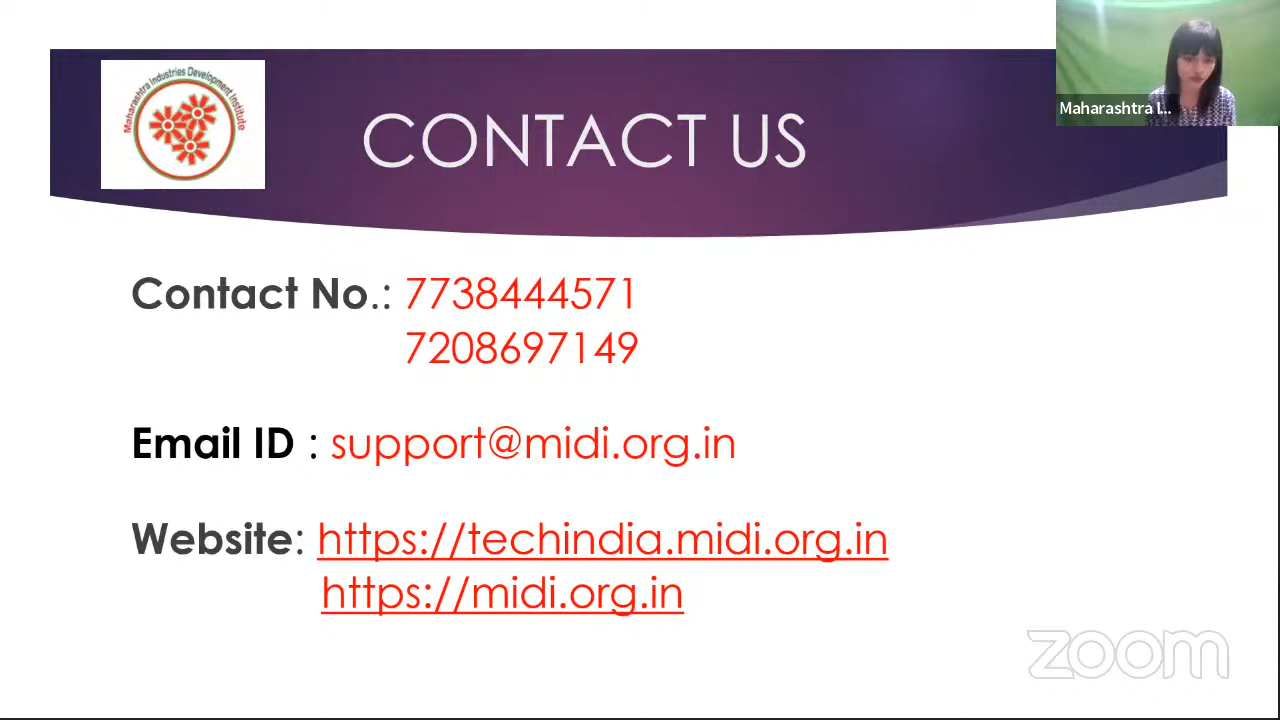 Maharashtra Industries Development Institute
CONTACT US
Maharashtra I...
Contact No.: 7738444571
7208697149
Email ID : support@midi.org.in
Website: https://techindia.midi.org.in
https://midi.org.in
zoom